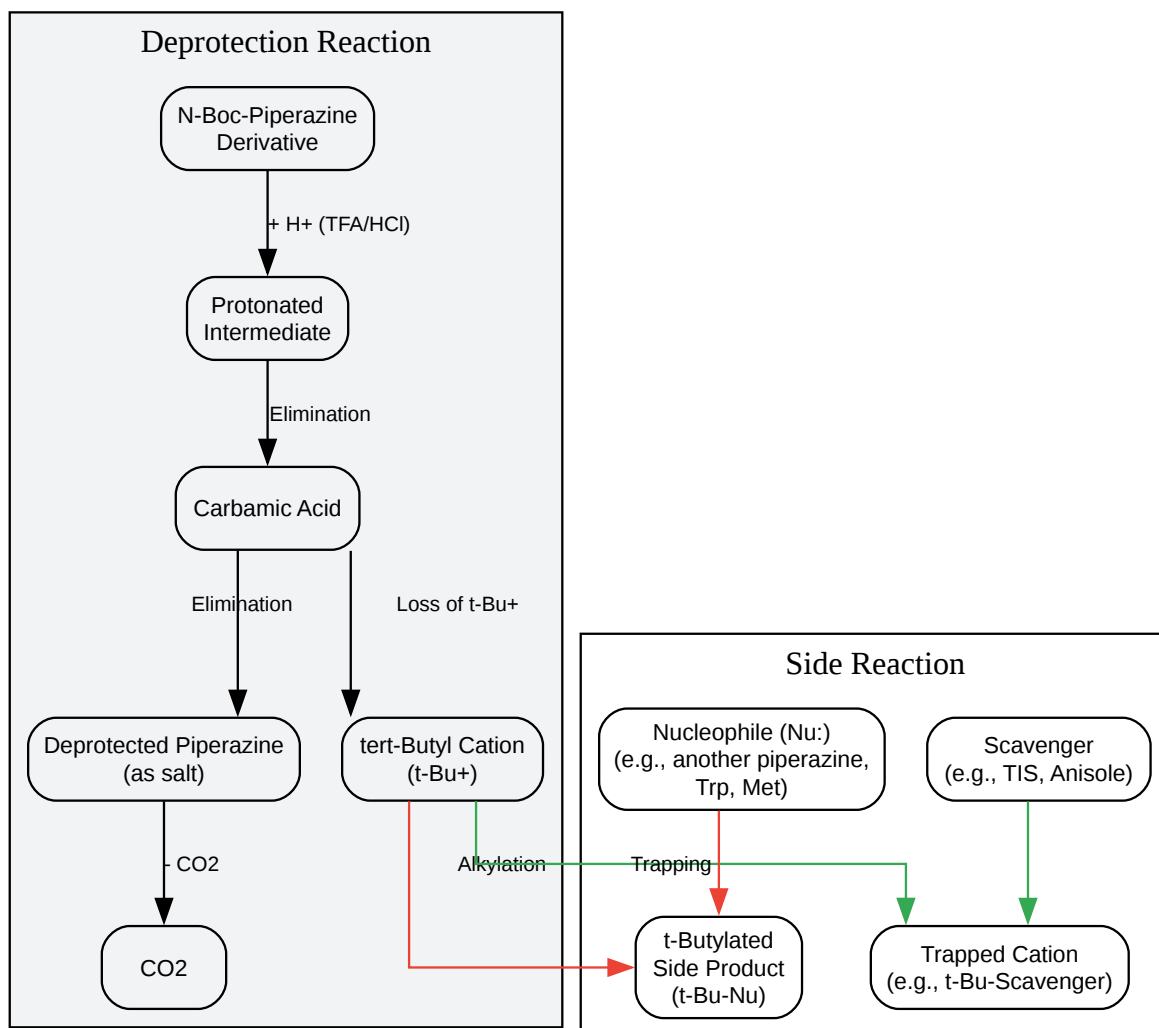 Deprotection Reaction
N-Boc-Piperazine
Derivative
+ H+ (TFA/HCl)
Protonated
Intermediate
Elimination
Carbamic Acid
Elimination
Loss of t-Bu+
Deprotected Piperazine
(as salt)
tert-Butyl Cation
(t-Bu+)
- CO2
CO2
Side Reaction
Nucleophile (Nu:)
(e.g., another piperazine,
Trp, Met)
Scavenger
(e.g., TIS, Anisole)
Alkylation
Trapping
t-Butylated
Side Product
(t-Bu-Nu)
Trapped Cation
(e.g., t-Bu-Scavenger)